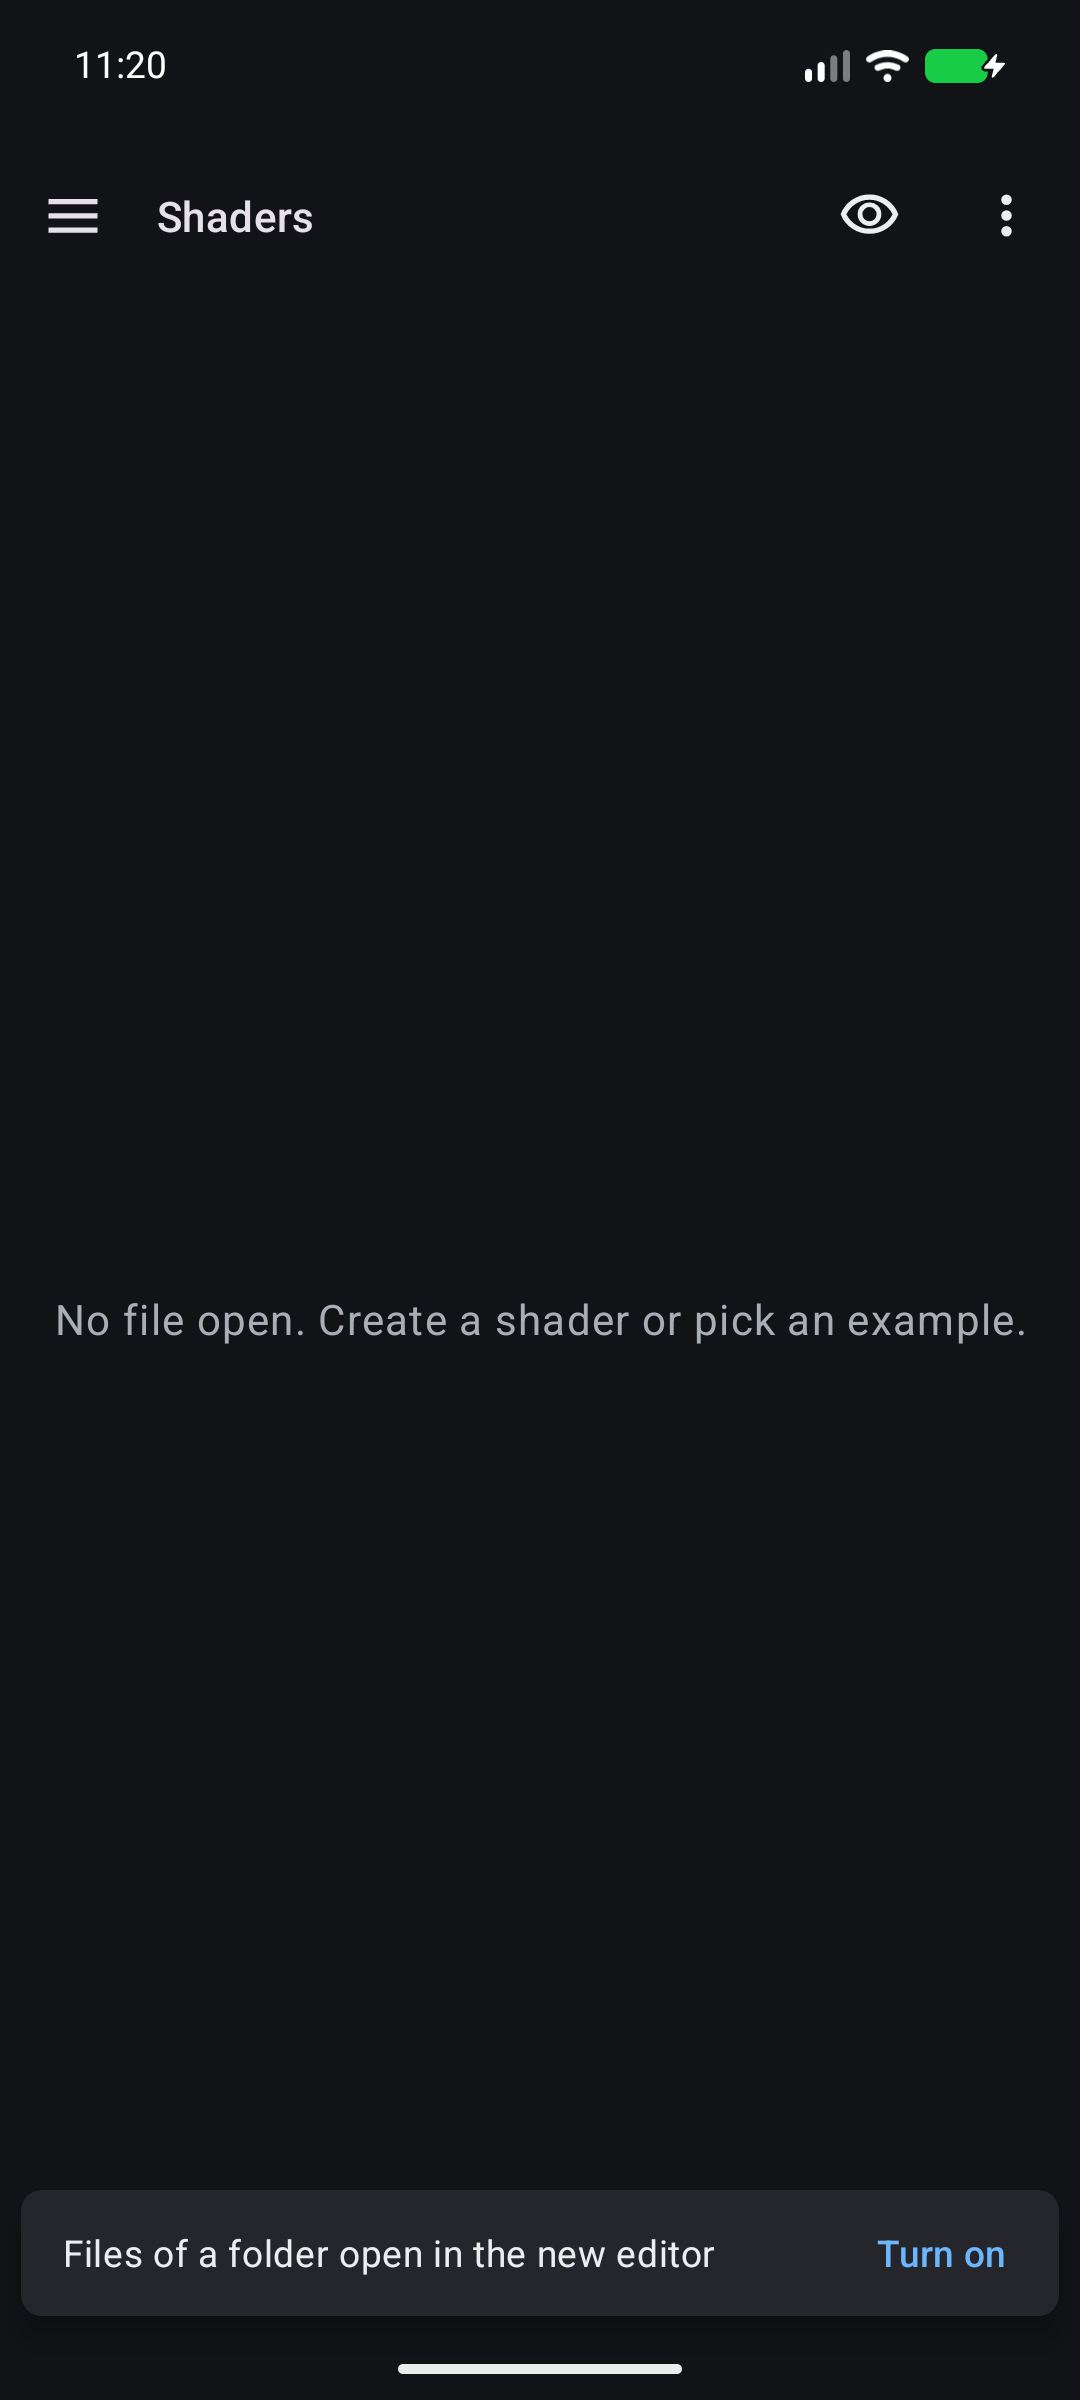 11:20
Shaders
No file open. Create a shader or pick an example.
Files of a folder open in the new editor
Turn on